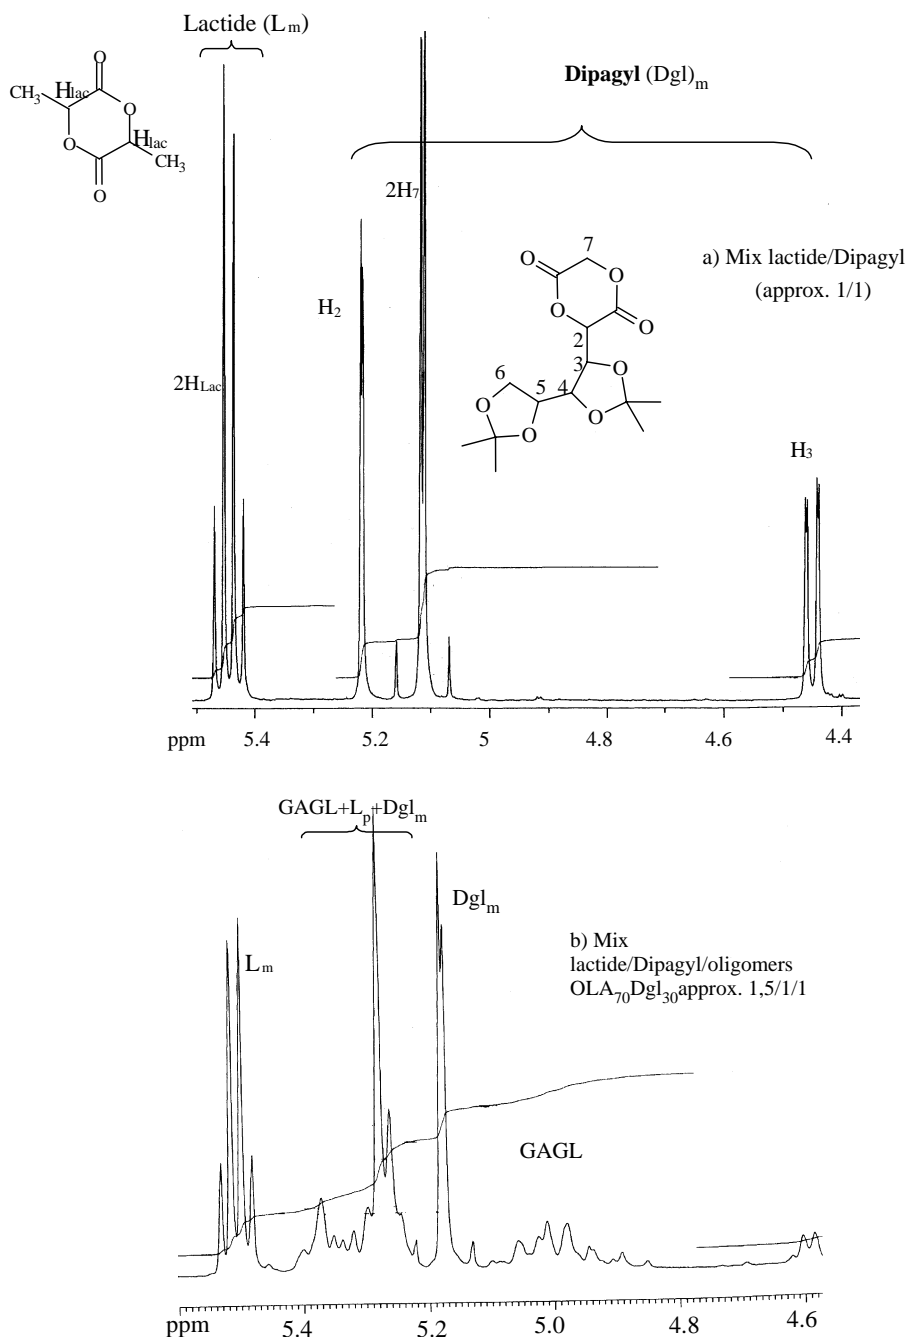 Lactide (Lm)
O
CH3
Hlac
O
O
Hlac
CH3
O
Dipagyl (Dgl)m
2H7
7
O
O
O
O
2
3
O
4
O
6
5
O
O
H2
2HLac
a) Mix lactide/Dipagyl
(approx. 1/1)
H3
ppm 5.4 5.2 5 4.8 4.6 4.4
GAGL+Lp+Dglm
Dglm
Lm
b) Mix
lactide/Dipagyl/oligomers
OLA70Dgl30approx. 1,5/1/1
GAGL
ppm 5.4 5.2 5.0 4.8 4.6